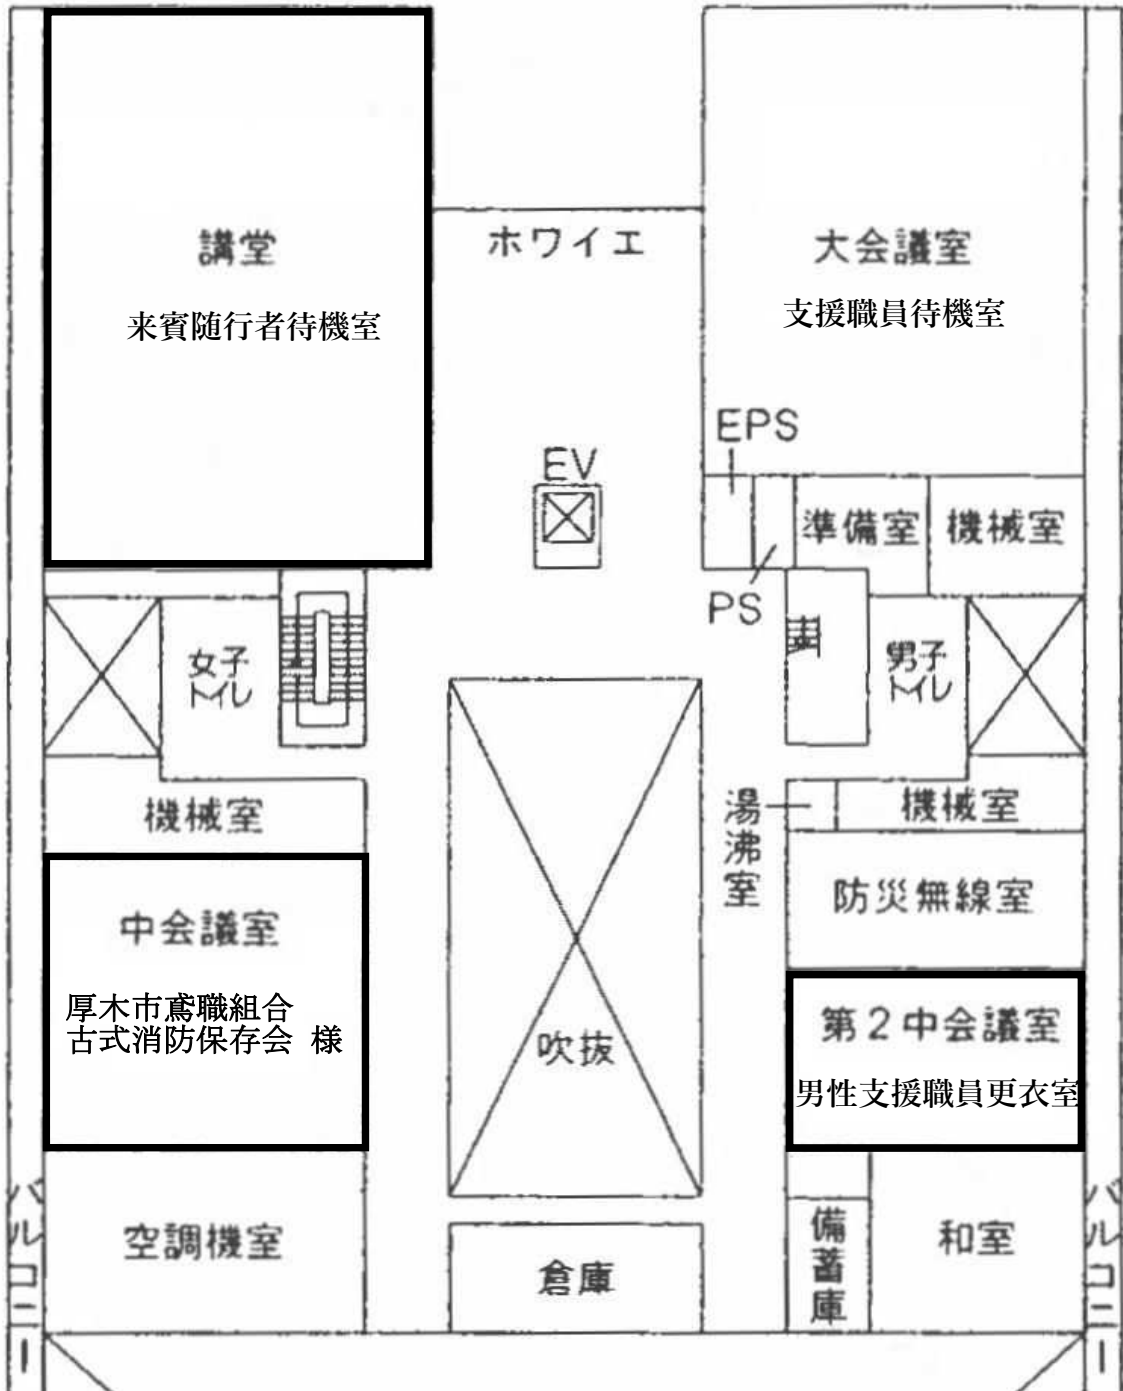 講堂
来賓随行者待機室
ホワイエ
大会議室
支援職員待機室
EPS
EV
準備室
機械室
PS
女子
トイレ
男子
トイレ
機械室
湯沸室
機械室
防災無線室
中会議室
厚木市鳶職組合
古式消防保存会 様
第2中会議室
男性支援職員更衣室
吹抜
バルコニー
空調機室
倉庫
備蓄庫
和室
バルコニー